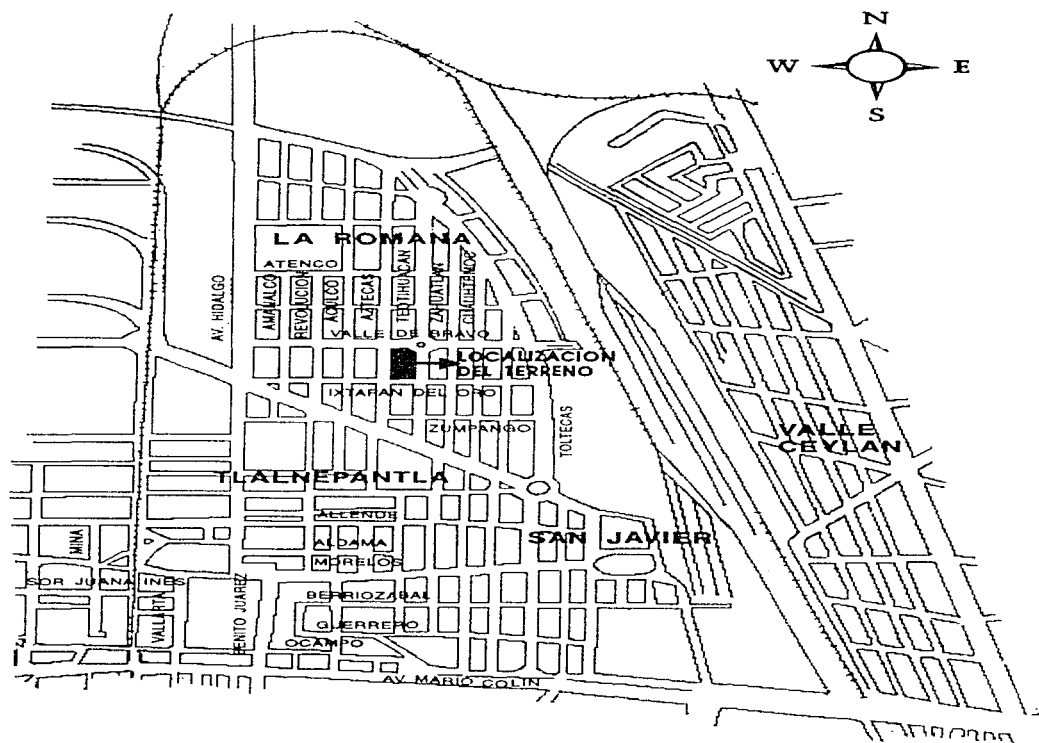 N
W E
S
LA ROMANA
ATENCO
AV. HIDALGO
AMANALCO
REVOLUCION
ACULCO
AZTECAS
TEOTIHUACAN
ZAHUATLAN
CUAUHTEMOC
VALLE DE BRAVO
LOCALIZACION
DEL TERRENO
IXTAPAN DEL ORO
ZUMPANGO
TOLTECAS
VALLE
CEYLAN
TLALNEPANTLA
ALLENDE
ALDAMA
SAN JAVIER
MINA
MORELOS
SOR JUANA INES
BERRIOZABAL
VALLARTA
BENITO JUAREZ
GUERRERO
OCAMPO
AV MARIO COLIN